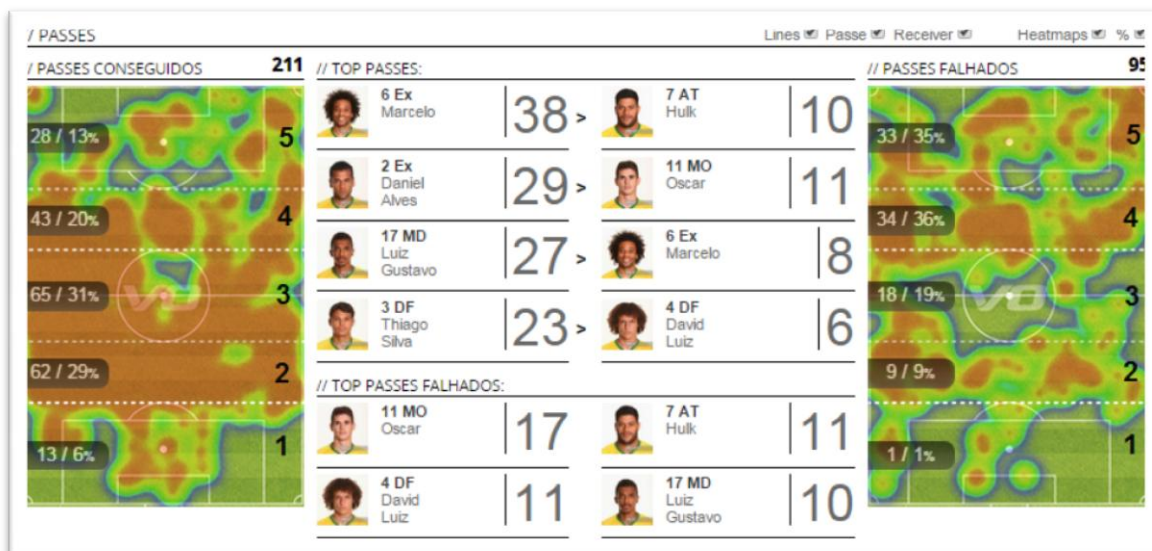 / PASSES
Lines Passe Receiver Heatmaps %
/ PASSES CONSEGUIDOS 211
28 / 13% 5
43 / 20% 4
65 / 31% 3
62 / 29% 2
13 / 6% 1
// TOP PASSES:
6 Ex
Marcelo
38 >
7 AT
Hulk
10
2 Ex
Daniel
Alves
29 >
11 MO
Oscar
11
17 MD
Luiz
Gustavo
27 >
6 Ex
Marcelo
8
3 DF
Thiago
Silva
23 >
4 DF
David
Luiz
6
// TOP PASSES FALHADOS:
11 MO
Oscar
17
7 AT
Hulk
11
4 DF
David
Luiz
11
17 MD
Luiz
Gustavo
10
// PASSES FALHADOS 95
33 / 35% 5
34 / 36% 4
18 / 19% 3
9 / 9% 2
1 / 1% 1